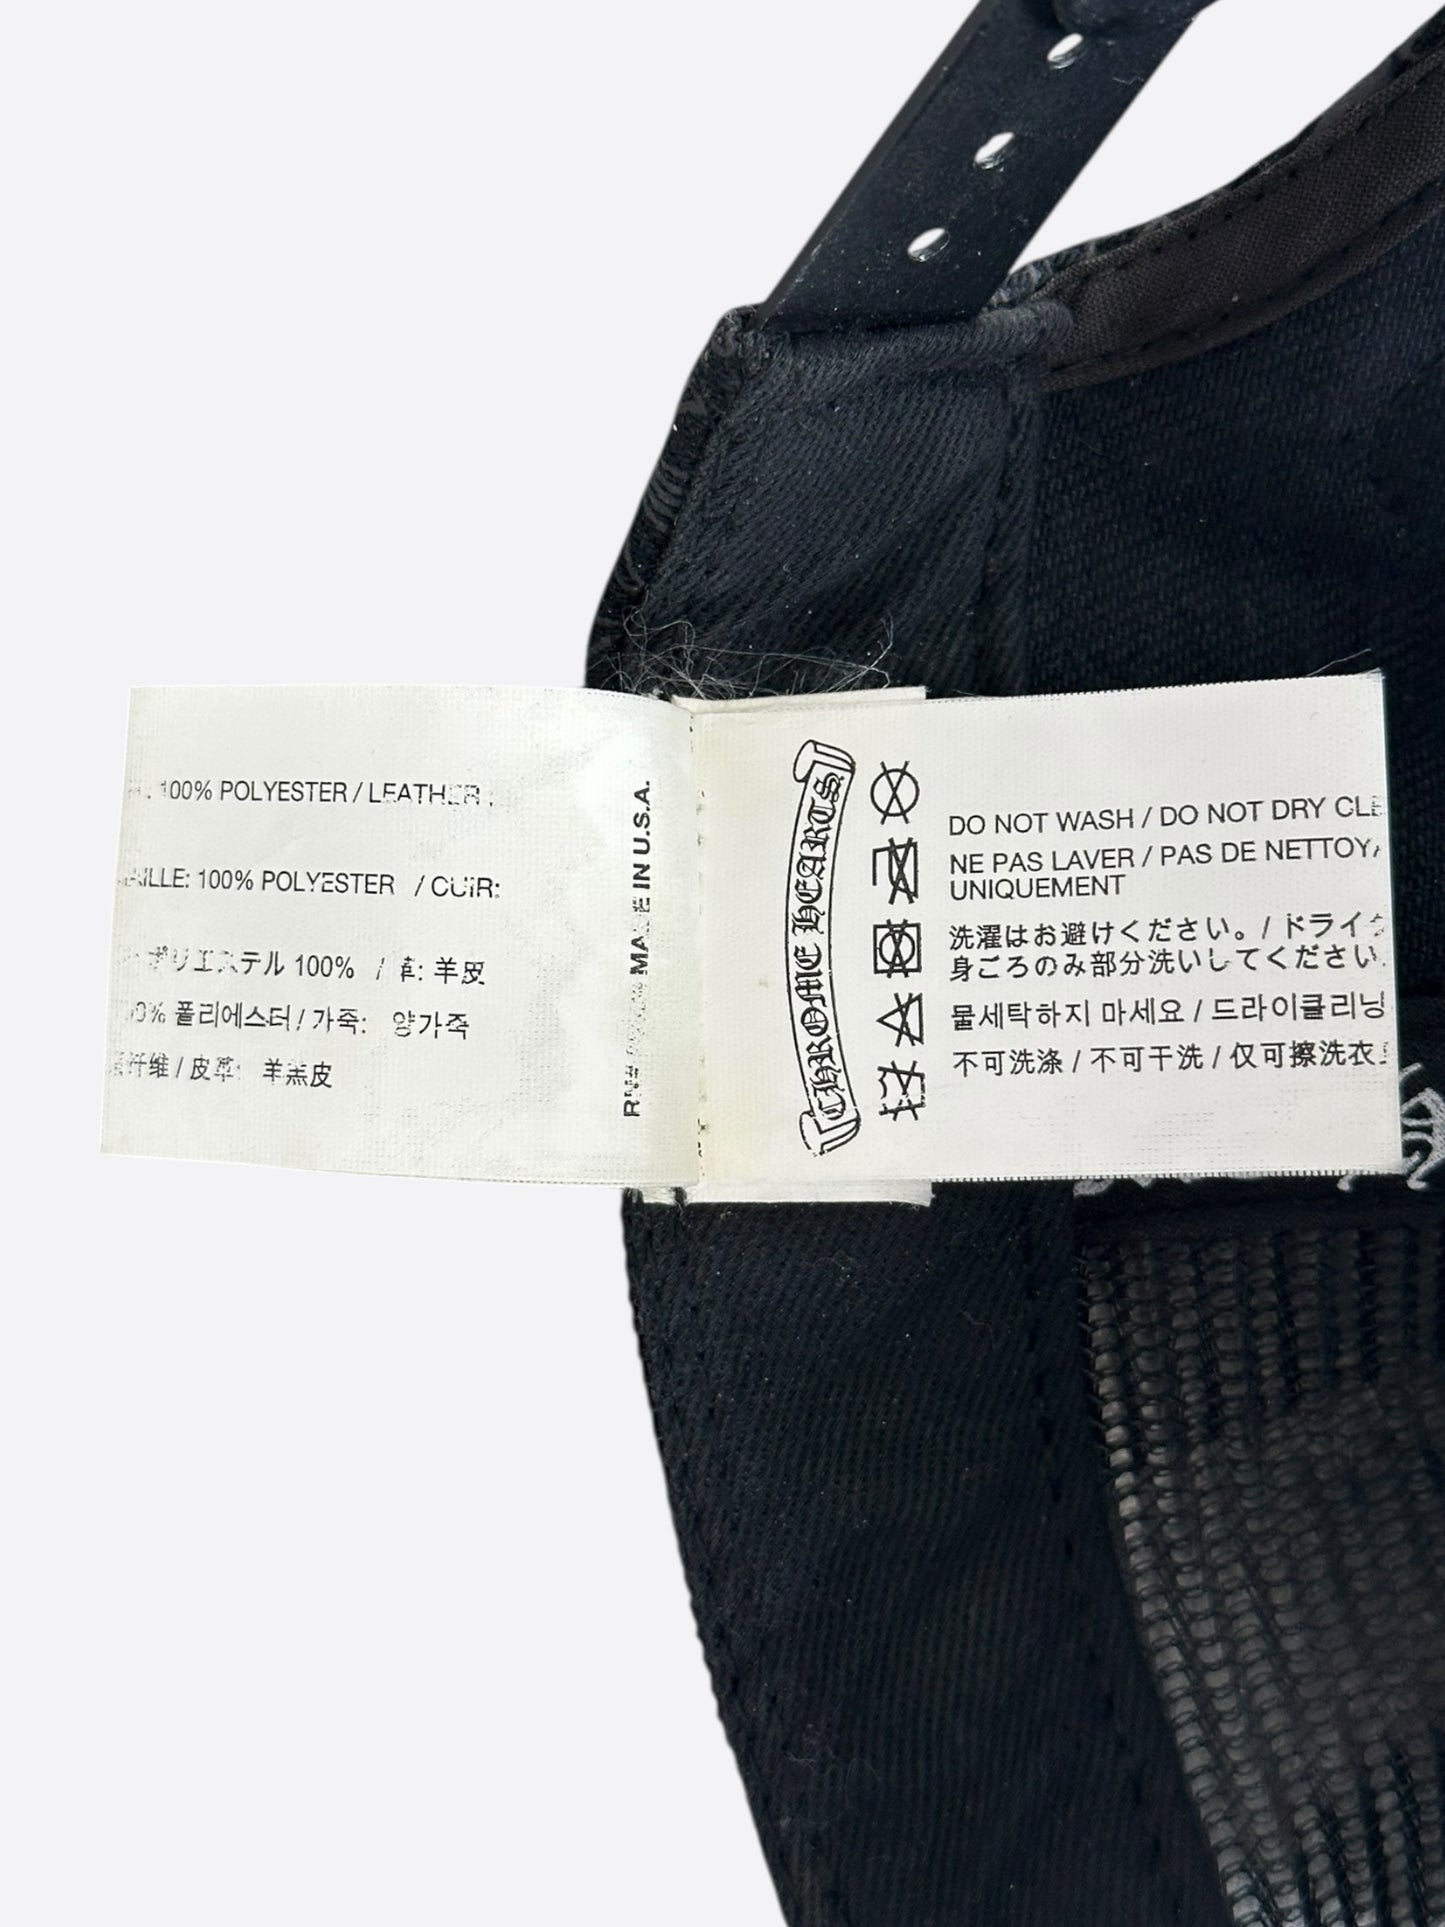 100% POLYESTER / LEATHER :
AILLE: 100% POLYESTER / CUIR:
ポリエステル 100% / 革: 羊皮
0% 폴리에스터 / 가죽: 양가죽
纤维 / 皮革: 羊羔皮
MADE IN U.S.A.
CHROME HEARTS
DO NOT WASH / DO NOT DRY CLE
NE PAS LAVER / PAS DE NETTOYA
UNIQUEMENT
洗濯はお避けください。/ ドライク
身ごろのみ部分洗いしてください
물세탁하지 마세요 / 드라이클리닝
不可洗涤 / 不可干洗 / 仅可擦洗衣